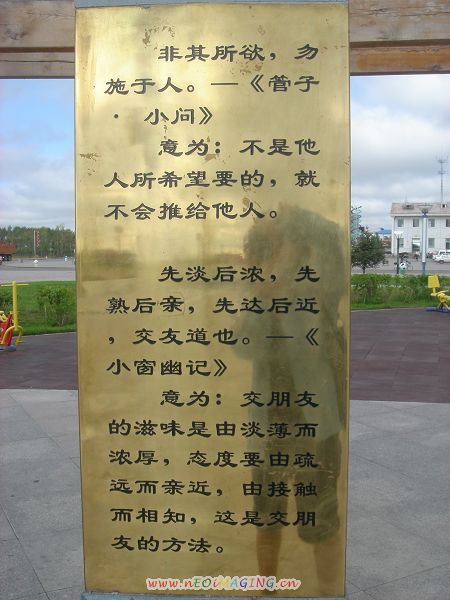 非其所欲，勿
施于人。—《管子
· 小问》
意为：不是他
人所希望要的，就
不会推给他人。
先淡后浓，先
熟后亲，先达后近
，交友道也。—《
小窗幽记》
意为：交朋友
的滋味是由淡薄而
浓厚，态度要由疏
远而亲近，由接触
而相知，这是交朋
友的方法。
www.nEOiMAGING.cn